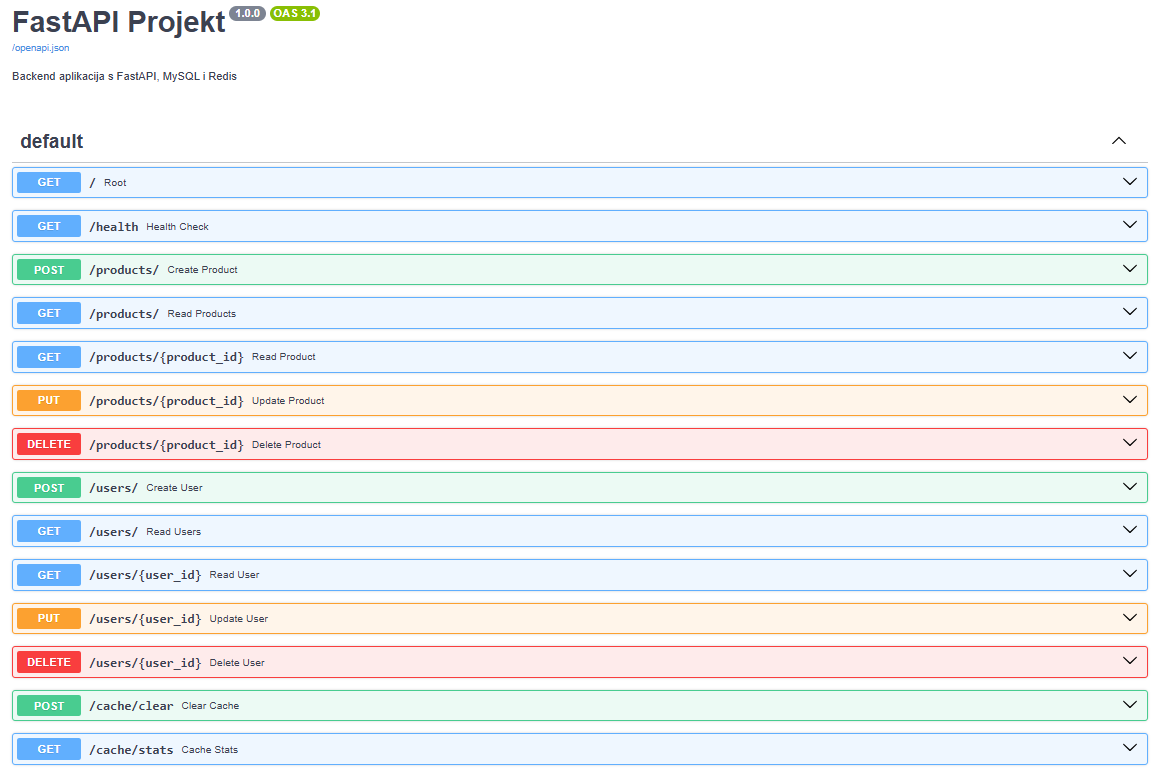 FastAPI Projekt 1.0.0 OAS 3.1
/openapi.json
Backend aplikacija s FastAPI, MySQL i Redis
default
GET / Root
GET /health Health Check
POST /products/ Create Product
GET /products/ Read Products
GET /products/{product_id} Read Product
PUT /products/{product_id} Update Product
DELETE /products/{product_id} Delete Product
POST /users/ Create User
GET /users/ Read Users
GET /users/{user_id} Read User
PUT /users/{user_id} Update User
DELETE /users/{user_id} Delete User
POST /cache/clear Clear Cache
GET /cache/stats Cache Stats